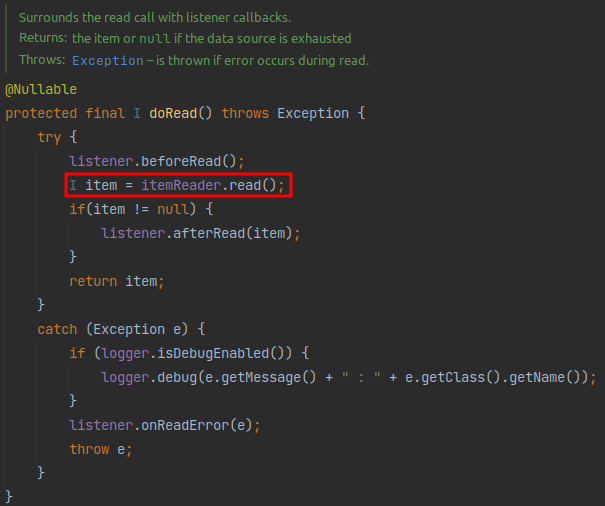 Surrounds the read call with listener callbacks.
Returns: the item or null if the data source is exhausted
Throws: Exception – is thrown if error occurs during read.
@Nullable
protected final I doRead() throws Exception {
    try {
        listener.beforeRead();
        I item = itemReader.read();
        if(item != null) {
            listener.afterRead(item);
        }
        return item;
    }
    catch (Exception e) {
        if (logger.isDebugEnabled()) {
            logger.debug(e.getMessage() + " : " + e.getClass().getName());
        }
        listener.onReadError(e);
        throw e;
    }
}